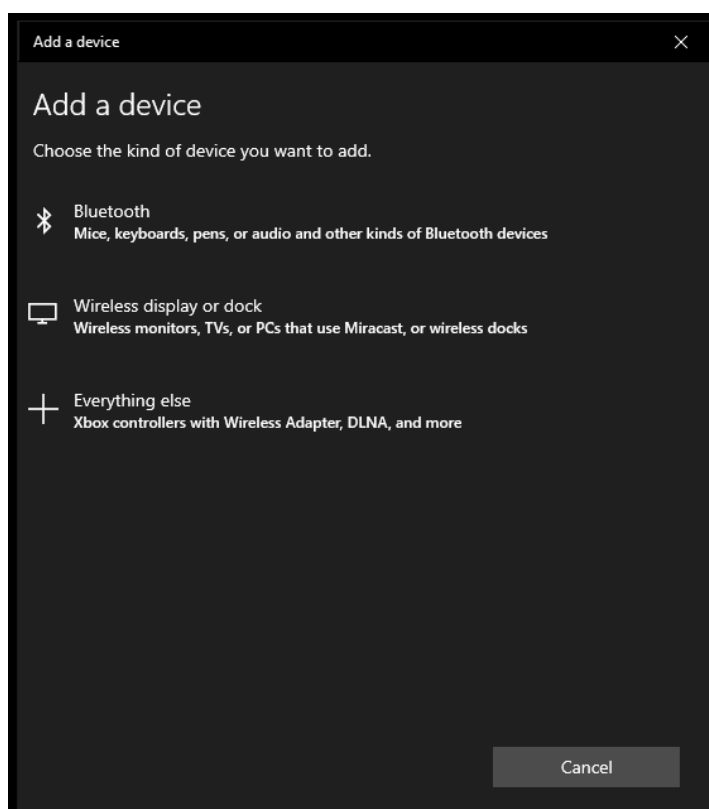 Add a device
Add a device
Choose the kind of device you want to add.
Bluetooth
Mice, keyboards, pens, or audio and other kinds of Bluetooth devices
Wireless display or dock
Wireless monitors, TVs, or PCs that use Miracast, or wireless docks
Everything else
Xbox controllers with Wireless Adapter, DLNA, and more
Cancel